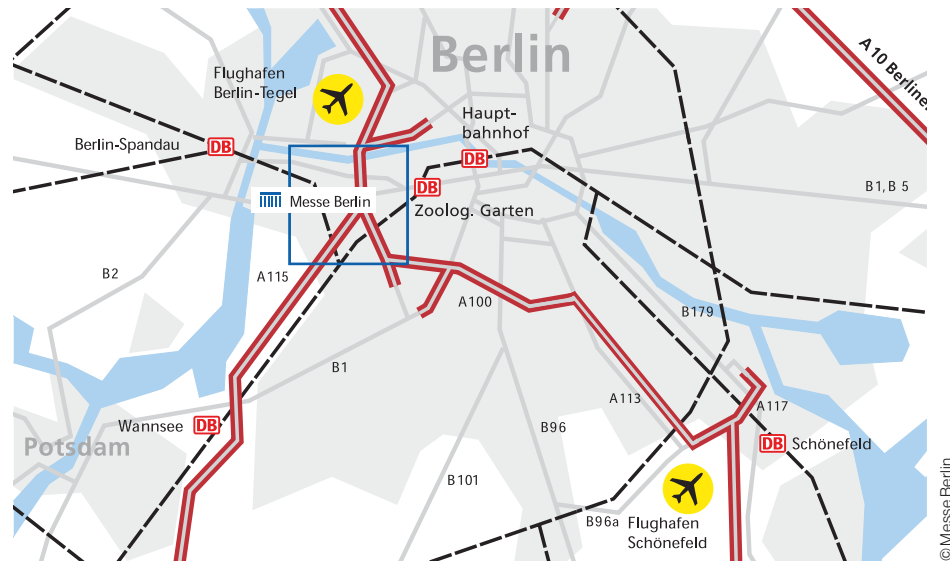 Berlin
A 10 Berliner
Flughafen
Berlin-Tegel
Haupt-
bahnhof
DB
Berlin-Spandau
DB
DB
Zoolog. Garten
B1, B 5
Messe Berlin
B2
A115
A100
B179
B1
A113
A117
Wannsee
DB
Potsdam
B96
DB
Schönefeld
B101
B96a
Flughafen
Schönefeld
© Messe Berlin